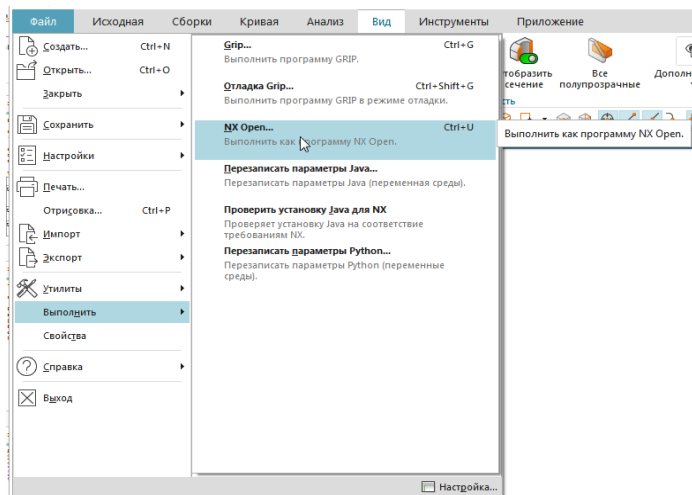 Файл Исходная Сборки Кривая Анализ Вид Инструменты Приложение
Создать... Ctrl+N
Открыть... Ctrl+O
Закрыть
Сохранить
Настройки
Печать...
Отрисовка... Ctrl+P
Импорт
Экспорт
Утилиты
Выполнить
Свойства
Справка
Выход
Grip... Ctrl+G
Выполнить программу GRIP.
Отладка Grip... Ctrl+Shift+G
Выполнить программу GRIP в режиме отладки.
NX Open... Ctrl+U
Выполнить как программу NX Open.
Перезаписать параметры Java...
Перезаписать параметры Java (переменная среды).
Проверить установку Java для NX
Проверяет установку Java на соответствие
требованиям NX.
Перезаписать параметры Python...
Перезаписать параметры Python (переменные
среды).
Настройка...
тобразить Все Дополн
сечение полупрозрачные
сть
Выполнить как программу NX Open.